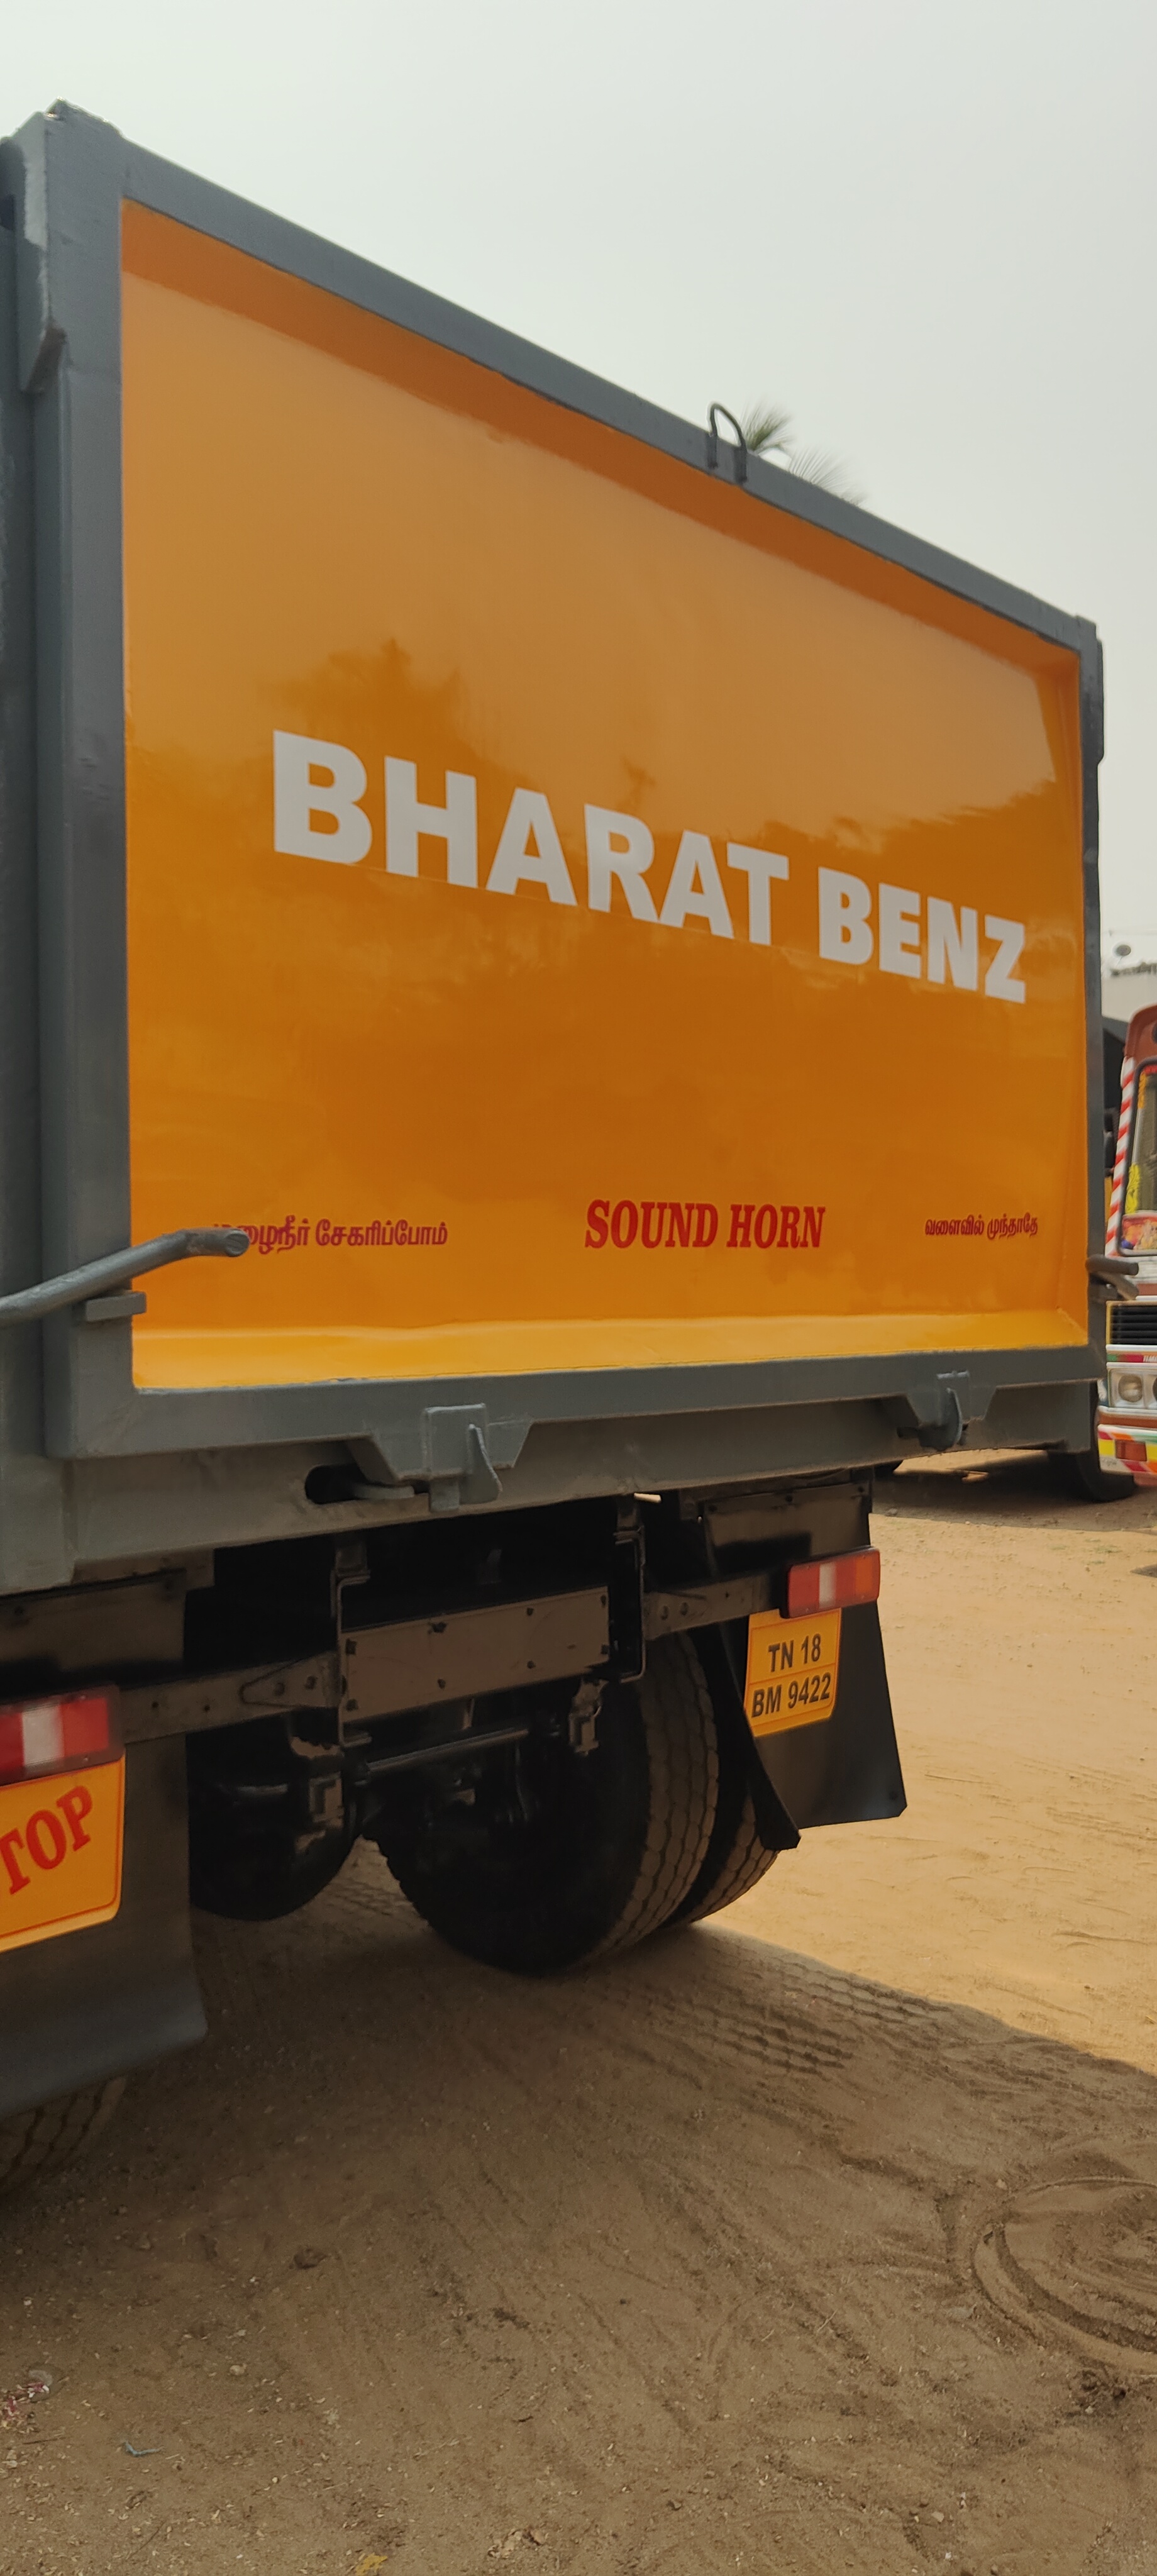 BHARAT BENZ
மழைநீர் சேகரிப்போம்
SOUND HORN
வளைவில் முந்தாதே
TN 18
BM 9422
TOP